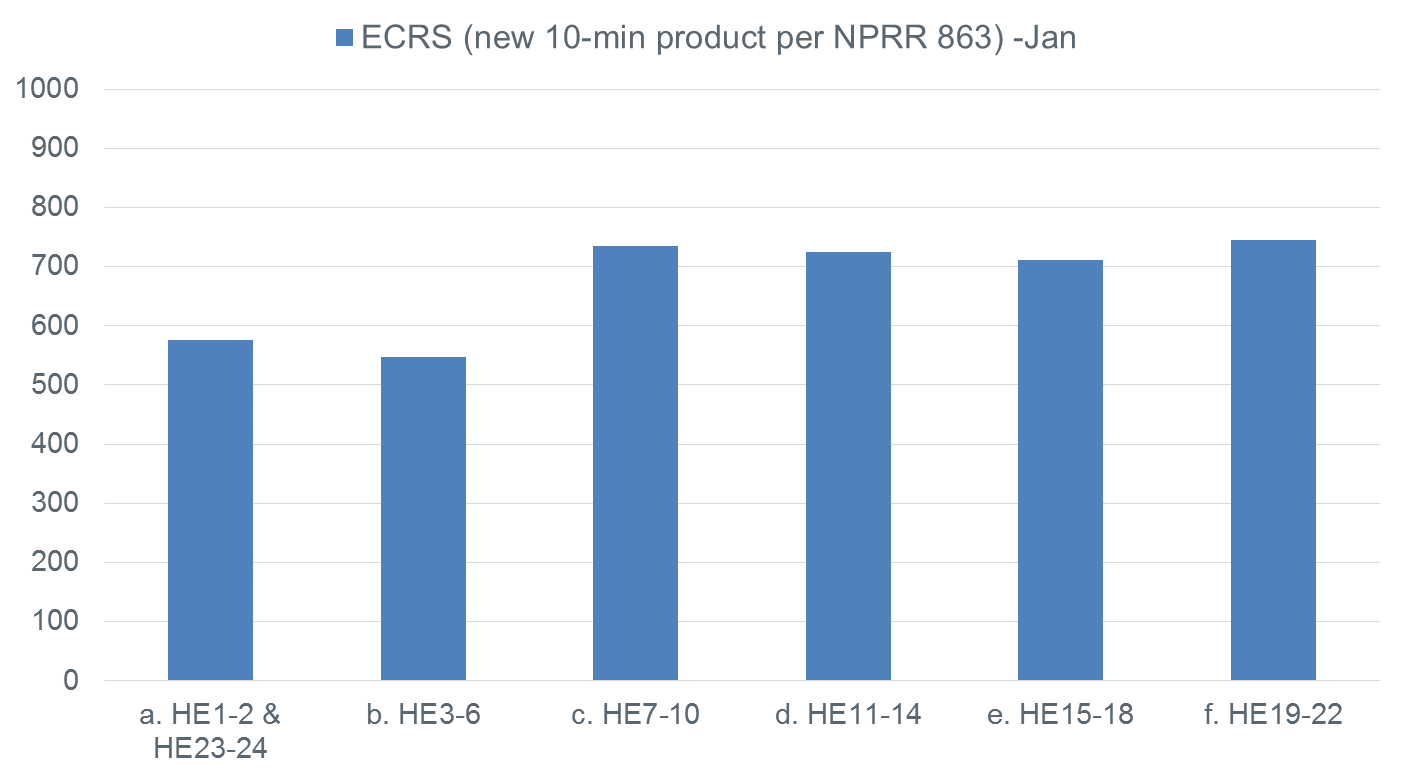 ECRS (new 10-min product per NPRR 863) -Jan
1000
900
800
700
600
500
400
300
200
100
0
a. HE1-2 &
HE23-24
b. HE3-6
c. HE7-10
d. HE11-14
e. HE15-18
f. HE19-22